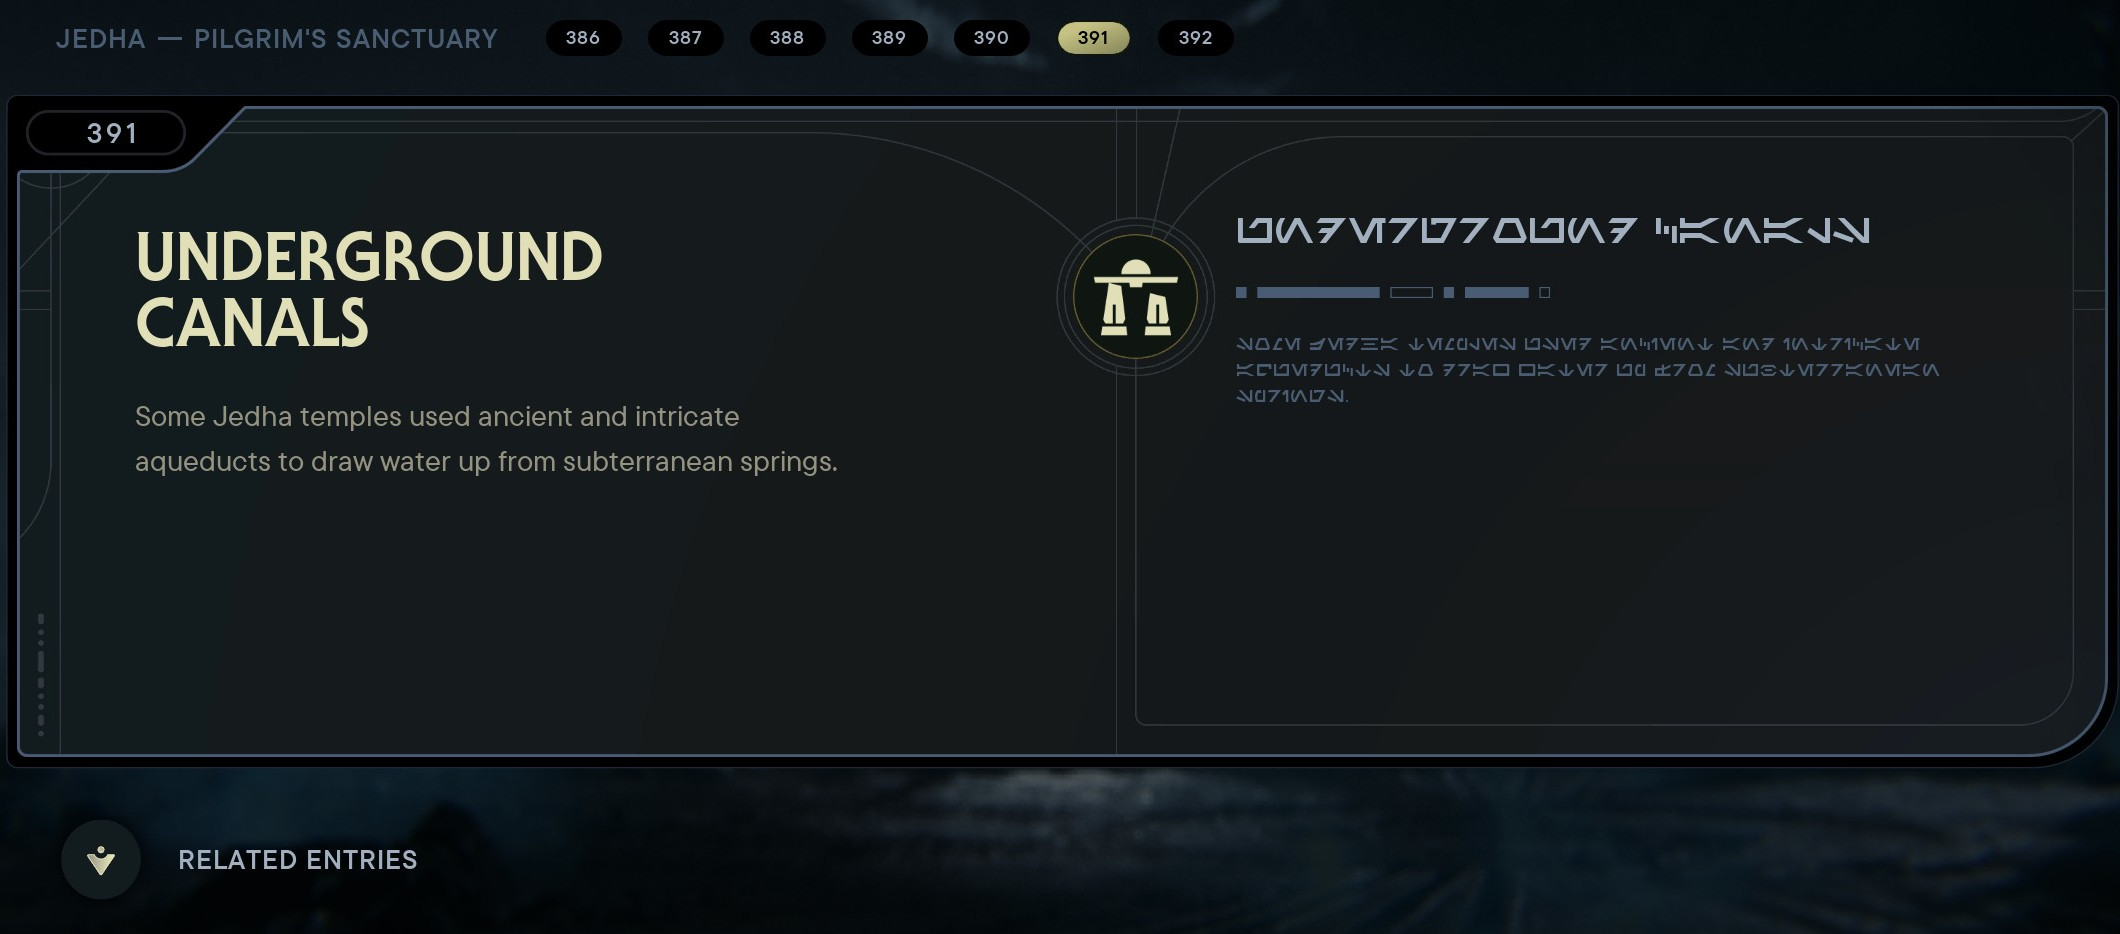 JEDHA — PILGRIM'S SANCTUARY
386 387 388 389 390 391 392
391
UNDERGROUND
CANALS
Some Jedha temples used ancient and intricate
aqueducts to draw water up from subterranean springs.
RELATED ENTRIES